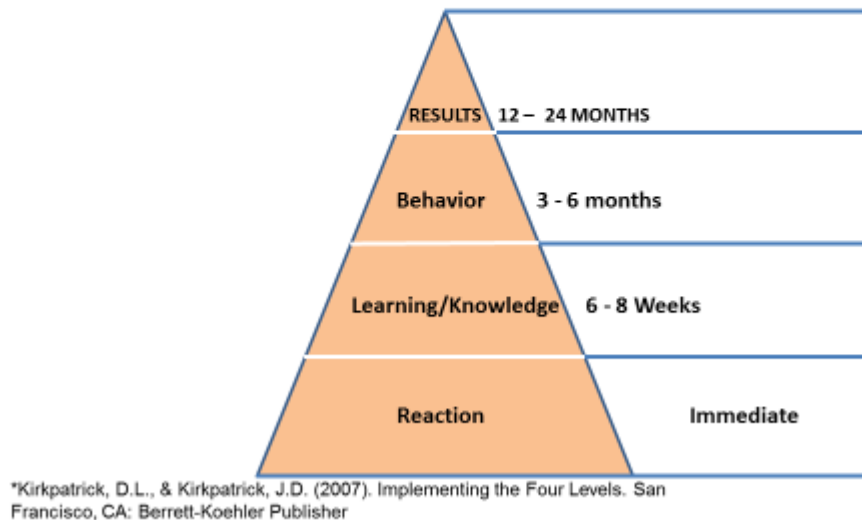 RESULTS 12 – 24 MONTHS
Behavior 3 - 6 months
Learning/Knowledge 6 - 8 Weeks
Reaction Immediate
*Kirkpatrick, D.L., & Kirkpatrick, J.D. (2007). Implementing the Four Levels. San
Francisco, CA: Berrett-Koehler Publisher